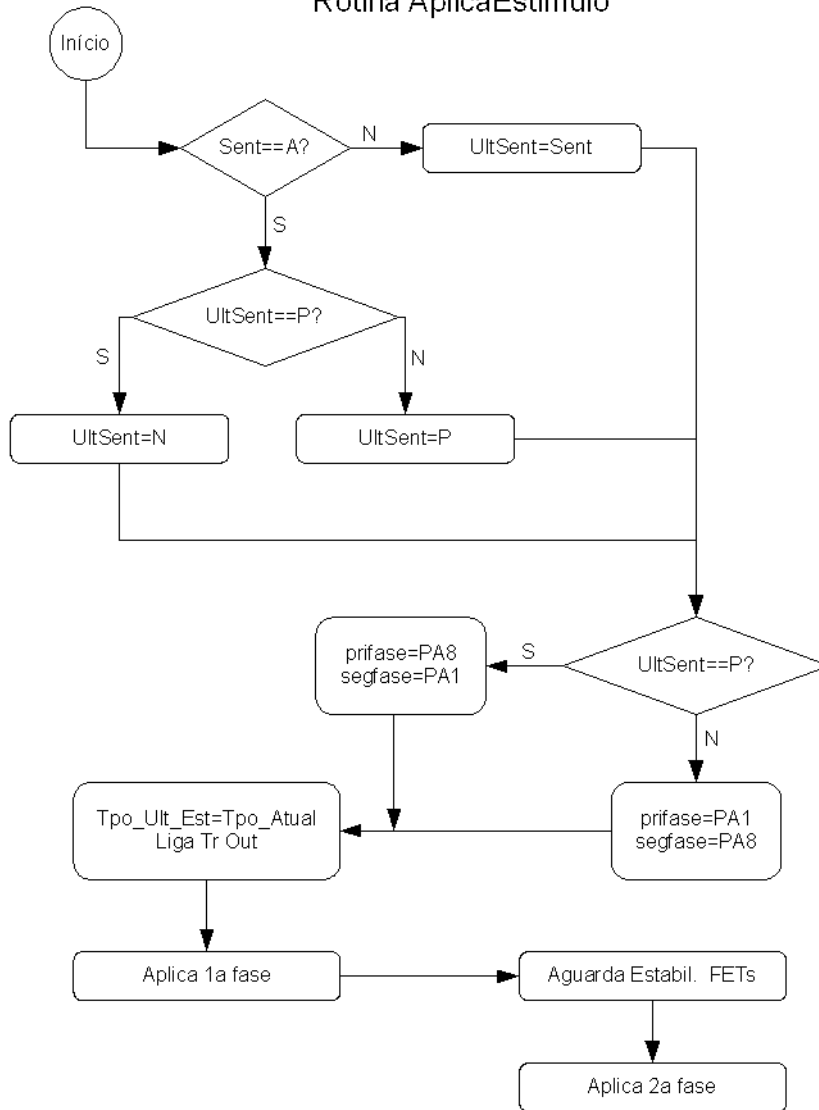 Rotina AplicaEstímulo
Início
Sent==A?
N
UltSent=Sent
S
UltSent==P?
S
N
UltSent=N
UltSent=P
UltSent==P?
S
prifase=PA8
segfase=PA1
N
Tpo_Ult_Est=Tpo_Atual
Liga Tr Out
prifase=PA1
segfase=PA8
Aplica 1a fase
Aguarda Estabil. FETs
Aplica 2a fase